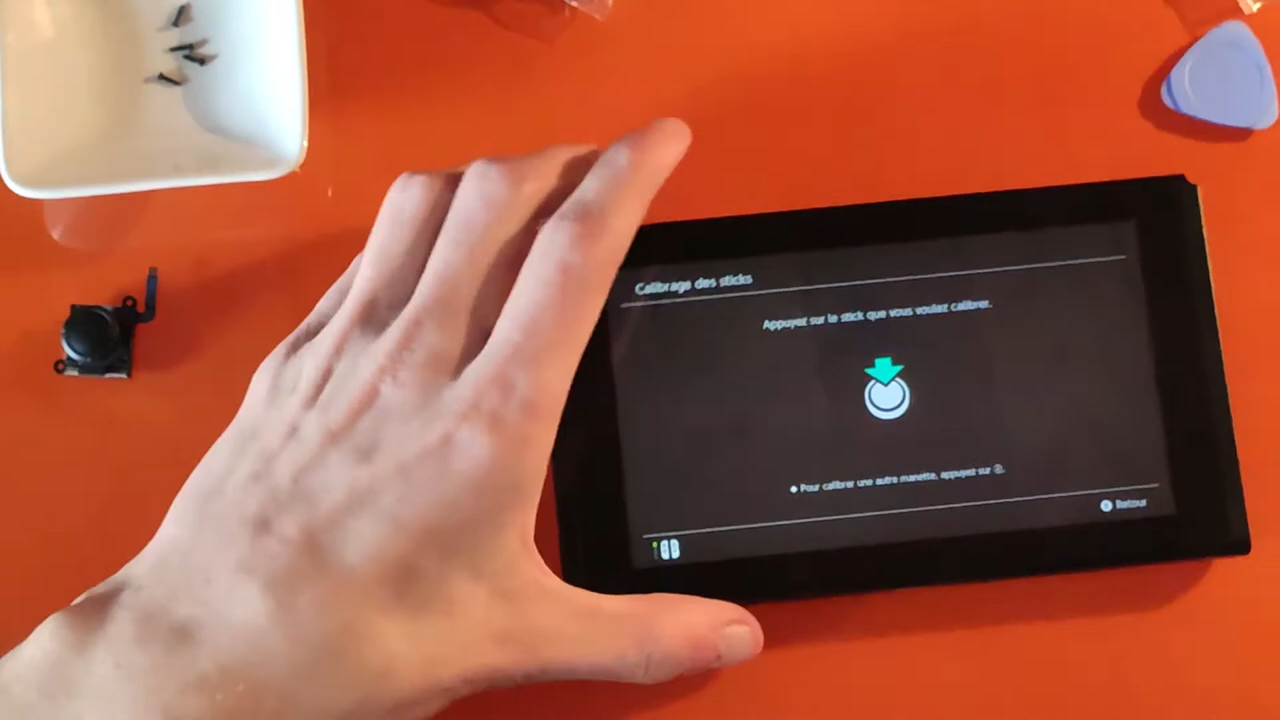 Calibrage des sticks
Appuyez sur le stick que vous voulez calibrer.
Pour calibrer une autre manette, appuyez sur
Retour